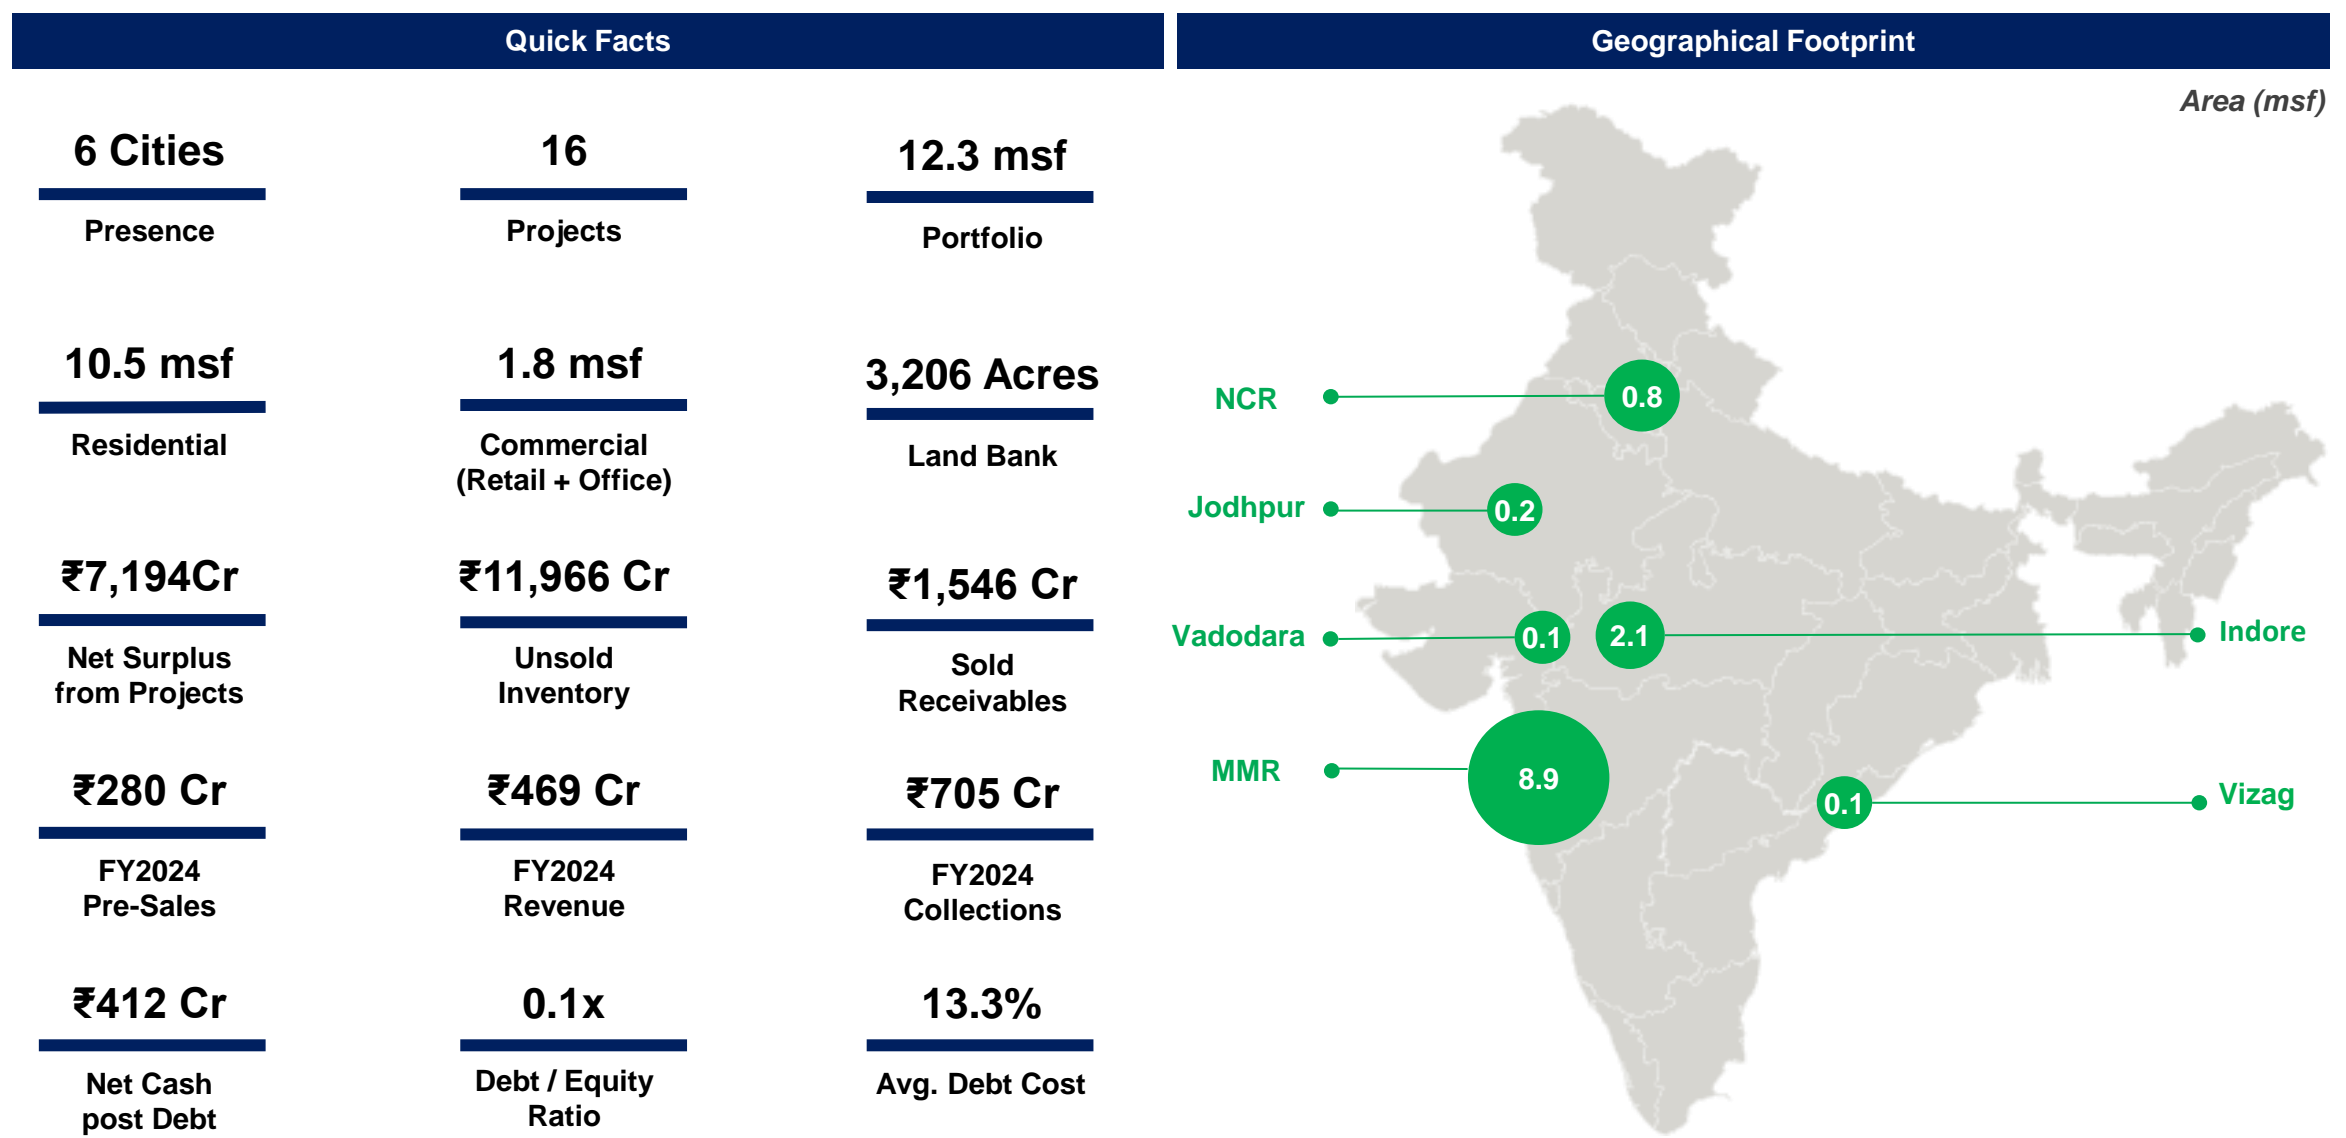 Quick Facts
6 Cities
Presence
16
Projects
12.3 msf
Portfolio
10.5 msf
Residential
1.8 msf
Commercial
(Retail + Office)
3,206 Acres
Land Bank
₹7,194Cr
Net Surplus
from Projects
₹11,966 Cr
Unsold
Inventory
₹1,546 Cr
Sold
Receivables
₹280 Cr
FY2024
Pre-Sales
₹469 Cr
FY2024
Revenue
₹705 Cr
FY2024
Collections
₹412 Cr
Net Cash
post Debt
0.1x
Debt / Equity
Ratio
13.3%
Avg. Debt Cost
Geographical Footprint
Area (msf)
NCR
0.8
Jodhpur
0.2
Vadodara
0.1
2.1
Indore
MMR
8.9
0.1
Vizag